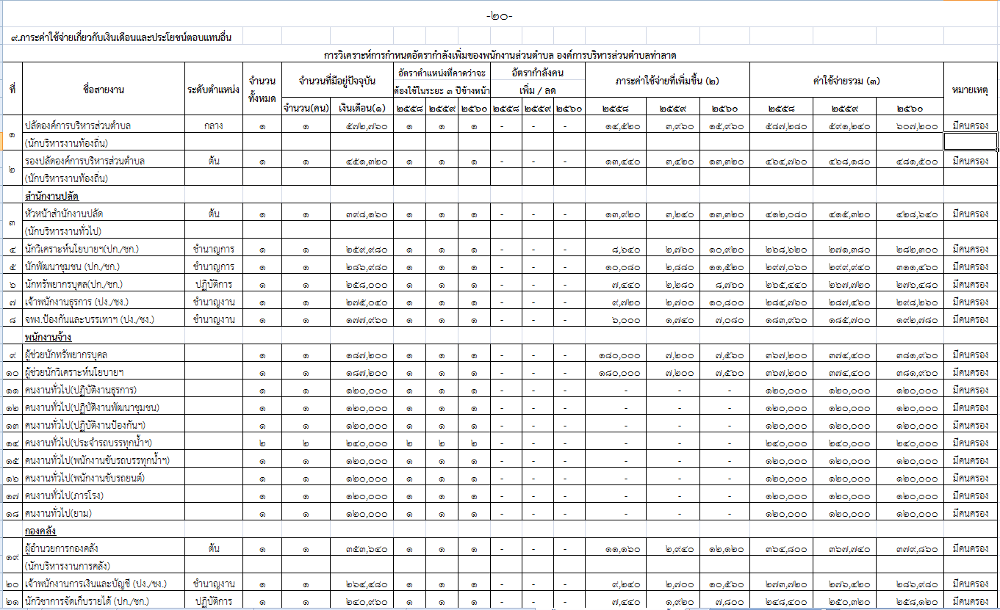 -๒๐-
๙.ภาระค่าใช้จ่ายเกี่ยวกับเงินเดือนและประโยชน์ตอบแทนอื่น
การวิเคราะห์การกำหนดอัตรากำลังเพิ่มของพนักงานส่วนตำบล องค์การบริหารส่วนตำบลท่าลาด
ที่ ชื่อสายงาน ระดับตำแหน่ง จำนวนทั้งหมด จำนวนที่มีอยู่ปัจจุบัน อัตราตำแหน่งที่คาดว่าจะต้องใช้ในระยะ ๓ ปีข้างหน้า อัตรากำลังคน เพิ่ม / ลด ภาระค่าใช้จ่ายที่เพิ่มขึ้น (๒) ค่าใช้จ่ายรวม (๓) หมายเหตุ
จำนวน(คน) เงินเดือน(๑) ๒๕๕๘ ๒๕๕๙ ๒๕๖๐ ๒๕๕๘ ๒๕๕๙ ๒๕๖๐ ๒๕๕๘ ๒๕๕๙ ๒๕๖๐ ๒๕๕๘ ๒๕๕๙ ๒๕๖๐
๑ ปลัดองค์การบริหารส่วนตำบล กลาง ๑ ๑ ๕๗๒,๗๖๐ ๑ ๑ ๑ - - - ๑๔,๕๒๐ ๓,๙๖๐ ๑๕,๙๖๐ ๕๘๗,๒๘๐ ๕๙๑,๒๔๐ ๖๐๗,๒๐๐ มีคนครอง
(นักบริหารงานท้องถิ่น)
๒ รองปลัดองค์การบริหารส่วนตำบล ต้น ๑ ๑ ๔๕๑,๓๒๐ ๑ ๑ ๑ - - - ๑๓,๔๔๐ ๓,๔๒๐ ๑๓,๓๒๐ ๔๖๔,๗๖๐ ๔๖๘,๑๘๐ ๔๘๑,๕๐๐ มีคนครอง
(นักบริหารงานท้องถิ่น)
สำนักงานปลัด
๓ หัวหน้าสำนักงานปลัด ต้น ๑ ๑ ๓๙๘,๑๖๐ ๑ ๑ ๑ - - - ๑๓,๙๒๐ ๓,๒๔๐ ๑๓,๓๒๐ ๔๑๒,๐๘๐ ๔๑๕,๓๒๐ ๔๒๘,๖๔๐ มีคนครอง
(นักบริหารงานทั่วไป)
๔ นักวิเคราะห์นโยบายฯ(ปก./ชก.) ชำนาญการ ๑ ๑ ๒๕๙,๙๘๐ ๑ ๑ ๑ - - - ๘,๖๔๐ ๒,๗๖๐ ๑๐,๙๒๐ ๒๖๘,๖๒๐ ๒๗๑,๓๘๐ ๒๘๒,๓๐๐ มีคนครอง
๕ นักพัฒนาชุมชน (ปก./ชก.) ชำนาญการ ๑ ๑ ๒๘๖,๙๘๐ ๑ ๑ ๑ - - - ๑๐,๐๘๐ ๒,๘๘๐ ๑๑,๕๒๐ ๒๙๗,๐๖๐ ๒๙๙,๙๔๐ ๓๑๑,๔๖๐ มีคนครอง
๖ นักทรัพยากรบุคล(ปก./ชก.) ปฏิบัติการ ๑ ๑ ๒๕๘,๐๐๐ ๑ ๑ ๑ - - - ๗,๔๔๐ ๒,๒๘๐ ๘,๗๖๐ ๒๖๕,๔๔๐ ๒๖๗,๗๒๐ ๒๗๖,๔๘๐ มีคนครอง
๗ เจ้าพนักงานธุรการ (ปง./ชง.) ชำนาญงาน ๑ ๑ ๒๗๕,๐๔๐ ๑ ๑ ๑ - - - ๙,๗๒๐ ๒,๗๐๐ ๑๐,๘๐๐ ๒๘๔,๗๖๐ ๒๘๗,๔๖๐ ๒๙๘,๒๖๐ มีคนครอง
๘ จพง.ป้องกันและบรรเทาฯ (ปง./ชง.) ชำนาญงาน ๑ ๑ ๑๗๗,๙๖๐ ๑ ๑ ๑ - - - ๖,๐๐๐ ๑,๗๔๐ ๗,๐๘๐ ๑๘๓,๙๖๐ ๑๘๕,๗๐๐ ๑๙๒,๗๘๐ มีคนครอง
พนักงานจ้าง
๙ ผู้ช่วยนักทรัพยากรบุคล ๑ ๑ ๑๘๗,๒๐๐ ๑ ๑ ๑ - - - ๑๘๐,๐๐๐ ๗,๒๐๐ ๗,๕๖๐ ๓๖๗,๒๐๐ ๓๗๔,๔๐๐ ๓๘๑,๙๖๐ มีคนครอง
๑๐ ผู้ช่วยนักวิเคราะห์นโยบายฯ ๑ ๑ ๑๘๗,๒๐๐ ๑ ๑ ๑ - - - ๑๘๐,๐๐๐ ๗,๒๐๐ ๗,๕๖๐ ๓๖๗,๒๐๐ ๓๗๔,๔๐๐ ๓๘๑,๙๖๐ มีคนครอง
๑๑ คนงานทั่วไป(ปฏิบัติงานธุรการ) ๑ ๑ ๑๒๐,๐๐๐ ๑ ๑ ๑ - - - - - - ๑๒๐,๐๐๐ ๑๒๐,๐๐๐ ๑๒๐,๐๐๐ มีคนครอง
๑๒ คนงานทั่วไป(ปฏิบัติงานพัฒนาชุมชน) ๑ ๑ ๑๒๐,๐๐๐ ๑ ๑ ๑ - - - - - - ๑๒๐,๐๐๐ ๑๒๐,๐๐๐ ๑๒๐,๐๐๐ มีคนครอง
๑๓ คนงานทั่วไป(ปฏิบัติงานป้องกันฯ) ๑ ๑ ๑๒๐,๐๐๐ ๑ ๑ ๑ - - - - - - ๑๒๐,๐๐๐ ๑๒๐,๐๐๐ ๑๒๐,๐๐๐ มีคนครอง
๑๔ คนงานทั่วไป(ประจำรถบรรทุกน้ำฯ) ๒ ๒ ๒๔๐,๐๐๐ ๒ ๒ ๒ - - - - - - ๒๔๐,๐๐๐ ๒๔๐,๐๐๐ ๒๔๐,๐๐๐ มีคนครอง
๑๕ คนงานทั่วไป(พนักงานขับรถบรรทุกน้ำฯ) ๑ ๑ ๑๒๐,๐๐๐ ๑ ๑ ๑ - - - - - - ๑๒๐,๐๐๐ ๑๒๐,๐๐๐ ๑๒๐,๐๐๐ มีคนครอง
๑๖ คนงานทั่วไป(พนักงานขับรถยนต์) ๑ ๑ ๑๒๐,๐๐๐ ๑ ๑ ๑ - - - - - - ๑๒๐,๐๐๐ ๑๒๐,๐๐๐ ๑๒๐,๐๐๐ มีคนครอง
๑๗ คนงานทั่วไป(ภารโรง) ๑ ๑ ๑๒๐,๐๐๐ ๑ ๑ ๑ - - - - - - ๑๒๐,๐๐๐ ๑๒๐,๐๐๐ ๑๒๐,๐๐๐ มีคนครอง
๑๘ คนงานทั่วไป(ยาม) ๑ ๑ ๑๒๐,๐๐๐ ๑ ๑ ๑ - - - - - - ๑๒๐,๐๐๐ ๑๒๐,๐๐๐ ๑๒๐,๐๐๐ มีคนครอง
กองคลัง
๑๙ ผู้อำนวยการกองคลัง ต้น ๑ ๑ ๓๕๓,๖๔๐ ๑ ๑ ๑ - - - ๑๑,๑๖๐ ๒,๙๔๐ ๑๒,๑๒๐ ๓๖๔,๘๐๐ ๓๖๗,๗๔๐ ๓๗๙,๘๖๐ มีคนครอง
(นักบริหารงานการคลัง)
๒๐ เจ้าพนักงานการเงินและบัญชี (ปง./ชง.) ชำนาญงาน ๑ ๑ ๒๖๔,๔๘๐ ๑ ๑ ๑ - - - ๙,๒๔๐ ๒,๗๐๐ ๑๐,๕๖๐ ๒๗๓,๗๒๐ ๒๗๖,๔๒๐ ๒๘๖,๙๘๐ มีคนครอง
๒๑ นักวิชาการจัดเก็บรายได้ (ปก./ชก.) ปฏิบัติการ ๑ ๑ ๒๔๐,๙๖๐ ๑ ๑ ๑ - - - ๗,๔๔๐ ๑,๙๒๐ ๗,๘๐๐ ๒๔๘,๔๐๐ ๒๕๐,๓๒๐ ๒๕๘,๑๒๐ มีคนครอง